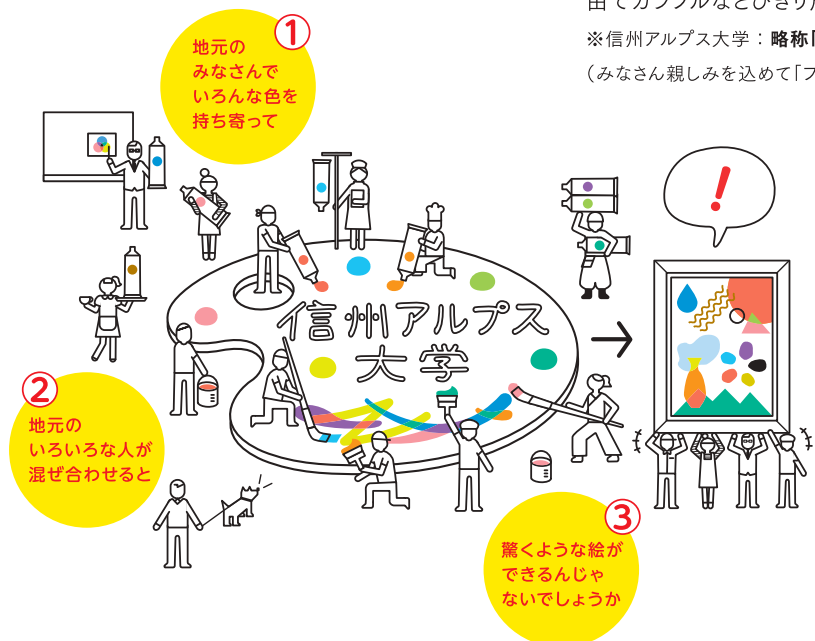 ※信州アルプス大学：略称「
（みなさん親しみを込めて「フ
①
地元の
みなさんで
いろんな色を
持ち寄って
信州アルプス
大学
②
地元の
いろいろな人が
混ぜ合わせると
！
③
驚くような絵が
できるんじゃ
ないでしょうか